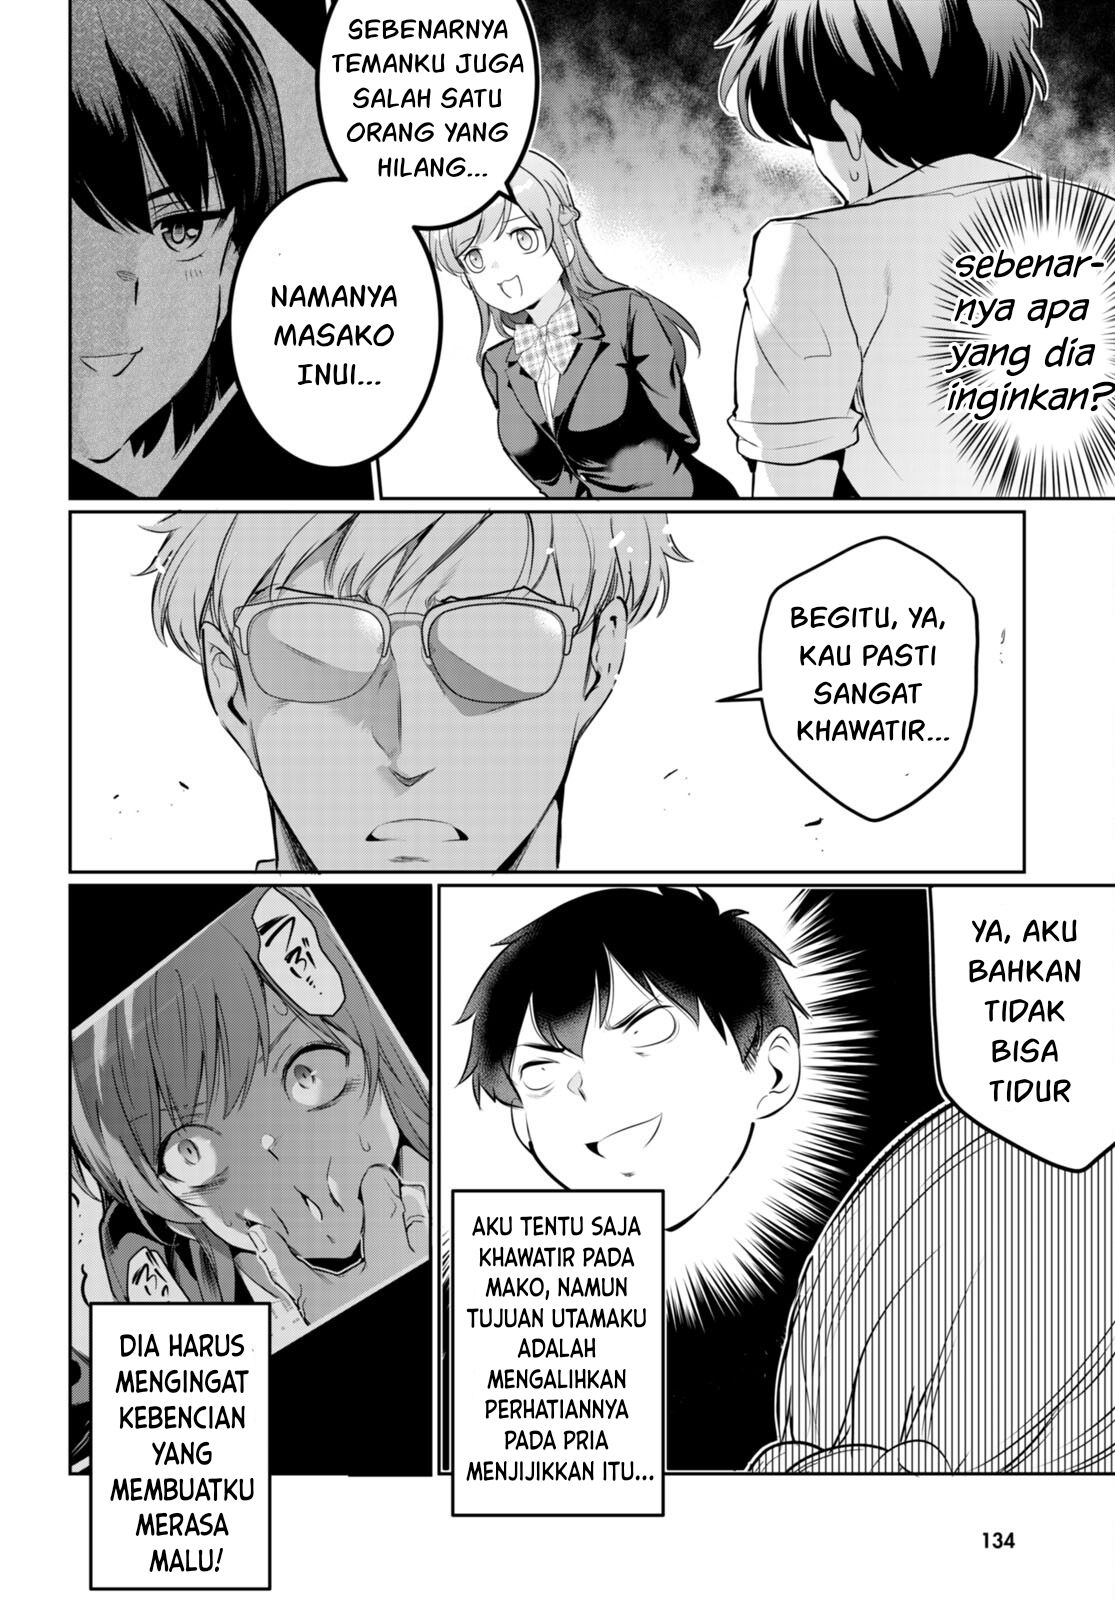 SEBENARNYA
TEMANKU JUGA
SALAH SATU
ORANG YANG
HILANG...
sebenar-
nya apa
yang dia
inginkan?
NAMANYA
MASAKO
INUI...
BEGITU, YA,
KAU PASTI
SANGAT
KHAWATIR...
YA, AKU
BAHKAN
TIDAK
BISA
TIDUR
AKU TENTU SAJA
KHAWATIR PADA
MAKO, NAMUN
TUJUAN UTAMAKU
ADALAH
MENGALIHKAN
PERHATIANNYA
PADA PRIA
MENJIJIKKAN ITU...
DIA HARUS
MENGINGAT
KEBENCIAN
YANG
MEMBUATKU
MERASA
MALU!
134